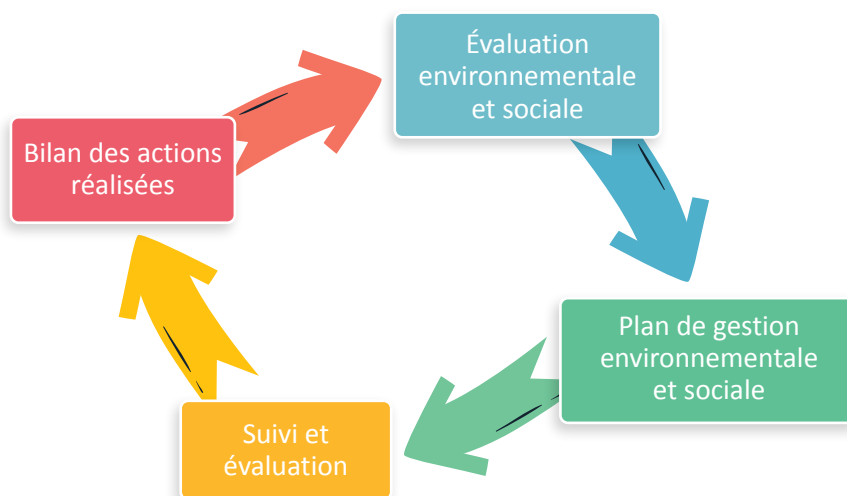 Évaluation
environnementale
et sociale
Bilan des actions
réalisées
Plan de gestion
environnementale
et sociale
Suivi et
évaluation